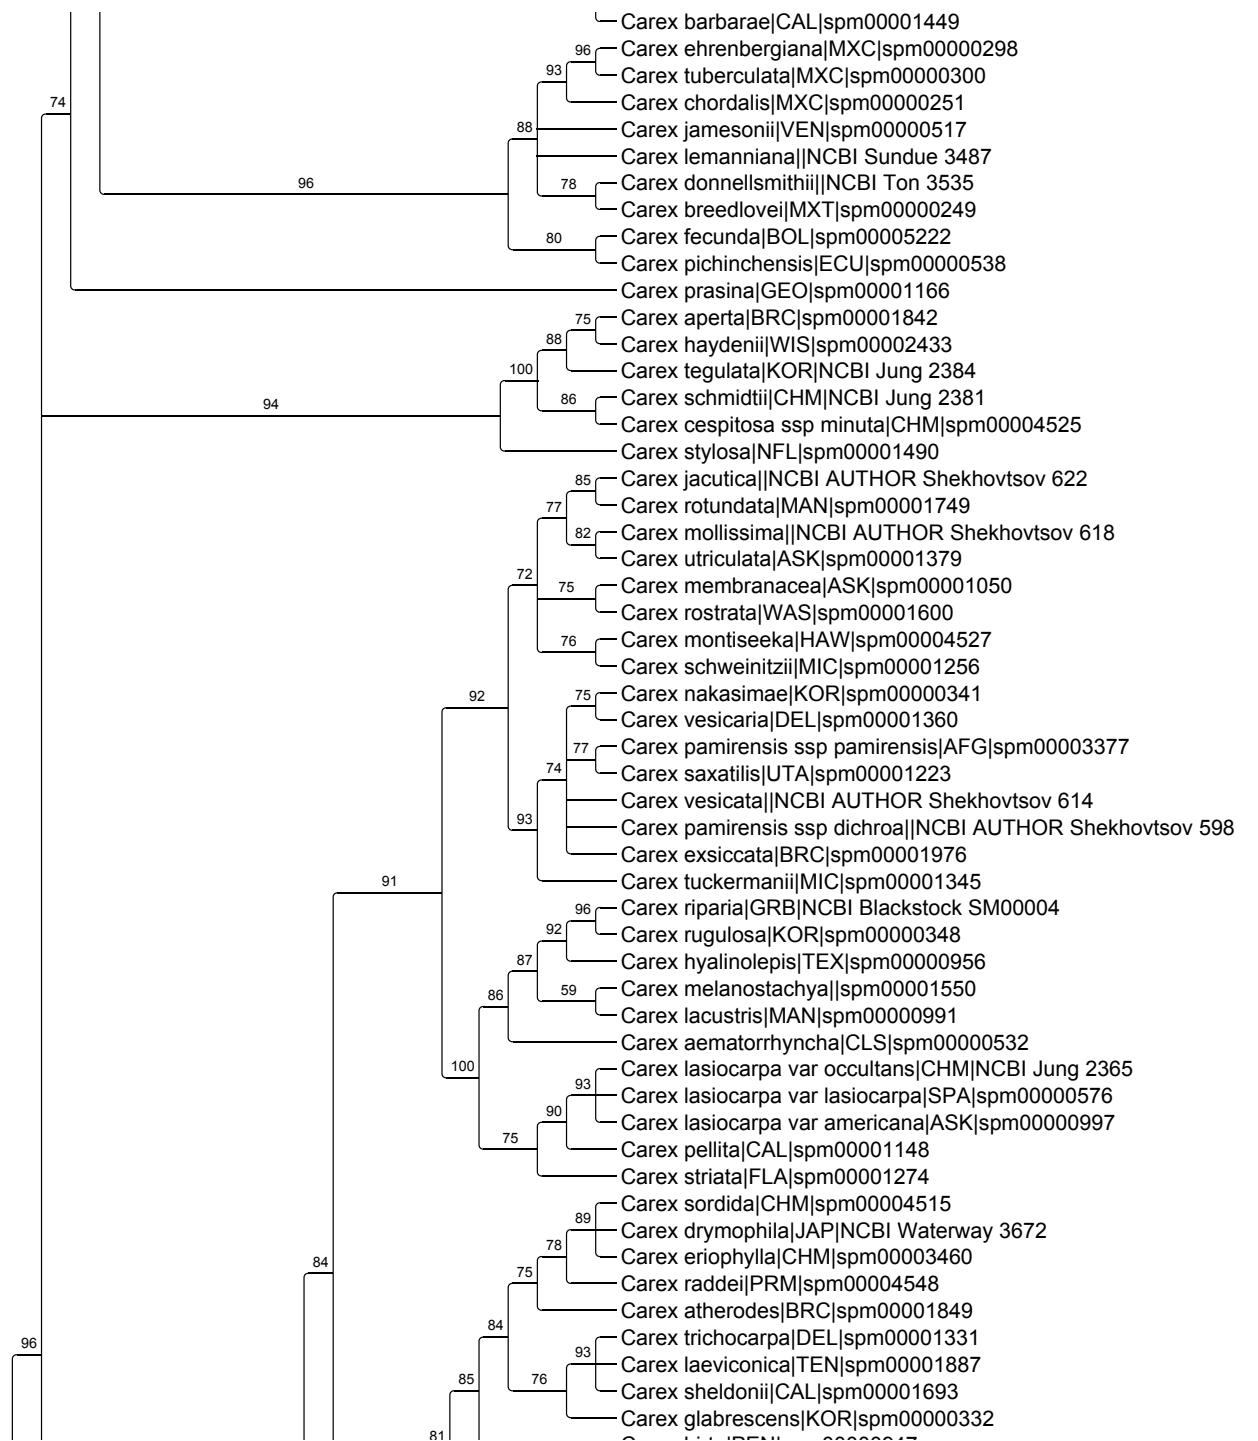 Carex barbarae|CAL|spm00001449
96 Carex ehrenbergiana|MXC|spm00000298
93 Carex tuberculata|MXC|spm00000300
74 Carex chordalis|MXC|spm00000251
88 Carex jamesonii|VEN|spm00000517
Carex lemanniana||NCBI Sundue 3487
96 78 Carex donnellsmithii||NCBI Ton 3535
Carex breedlovei|MXT|spm00000249
80 Carex fecunda|BOL|spm00005222
Carex pichinchensis|ECU|spm00000538
Carex prasina|GEO|spm00001166
75 Carex aperta|BRC|spm00001842
88 Carex haydenii|WIS|spm00002433
100 Carex tegulata|KOR|NCBI Jung 2384
94 86 Carex schmidtii|CHM|NCBI Jung 2381
Carex cespitosa ssp minuta|CHM|spm00004525
Carex stylosa|NFL|spm00001490
85 Carex jacutica||NCBI AUTHOR Shekhovtsov 622
77 Carex rotundata|MAN|spm00001749
82 Carex mollissima||NCBI AUTHOR Shekhovtsov 618
Carex utriculata|ASK|spm00001379
72 75 Carex membranacea|ASK|spm00001050
Carex rostrata|WAS|spm00001600
76 Carex montiseeka|HAW|spm00004527
Carex schweinitzii|MIC|spm00001256
92 75 Carex nakasimae|KOR|spm00000341
Carex vesicaria|DEL|spm00001360
77 Carex pamirensis ssp pamirensis|AFG|spm00003377
74 Carex saxatilis|UTA|spm00001223
Carex vesicata||NCBI AUTHOR Shekhovtsov 614
93 Carex pamirensis ssp dichroa||NCBI AUTHOR Shekhovtsov 598
Carex exsiccata|BRC|spm00001976
91 Carex tuckermanii|MIC|spm00001345
96 Carex riparia|GRB|NCBI Blackstock SM00004
92 Carex rugulosa|KOR|spm00000348
87 Carex hyalinolepis|TEX|spm00000956
86 59 Carex melanostachya||spm00001550
Carex lacustris|MAN|spm00000991
Carex aematorrhyncha|CLS|spm00000532
100 Carex lasiocarpa var occultans|CHM|NCBI Jung 2365
93 Carex lasiocarpa var lasiocarpa|SPA|spm00000576
90 Carex lasiocarpa var americana|ASK|spm00000997
75 Carex pellita|CAL|spm00001148
Carex striata|FLA|spm00001274
Carex sordida|CHM|spm00004515
89 Carex drymophila|JAP|NCBI Waterway 3672
84 78 Carex eriophylla|CHM|spm00003460
75 Carex raddei|PRM|spm00004548
Carex atherodes|BRC|spm00001849
96 84 Carex trichocarpa|DEL|spm00001331
93 Carex laeviconica|TEN|spm00001887
85 76 Carex sheldonii|CAL|spm00001693
Carex glabrescens|KOR|spm00000332
81